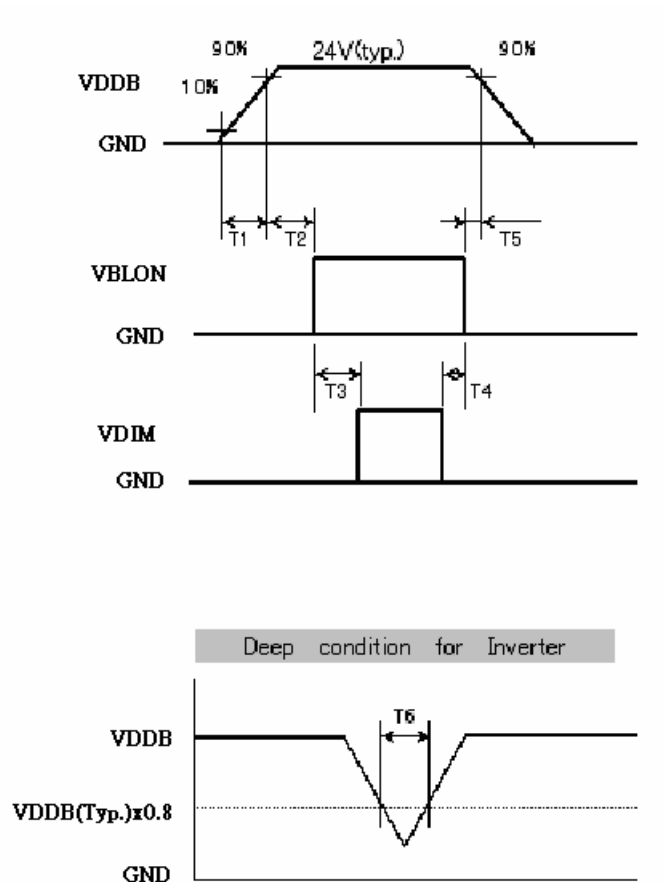 90% 24V(typ.) 90%
VDDB 10%
GND
T1 T2 T5
VBLON
GND
T3 T4
VDIM
GND
Deep condition for Inverter
T6
VDDB
VDDB(Typ.)x0.8
GND